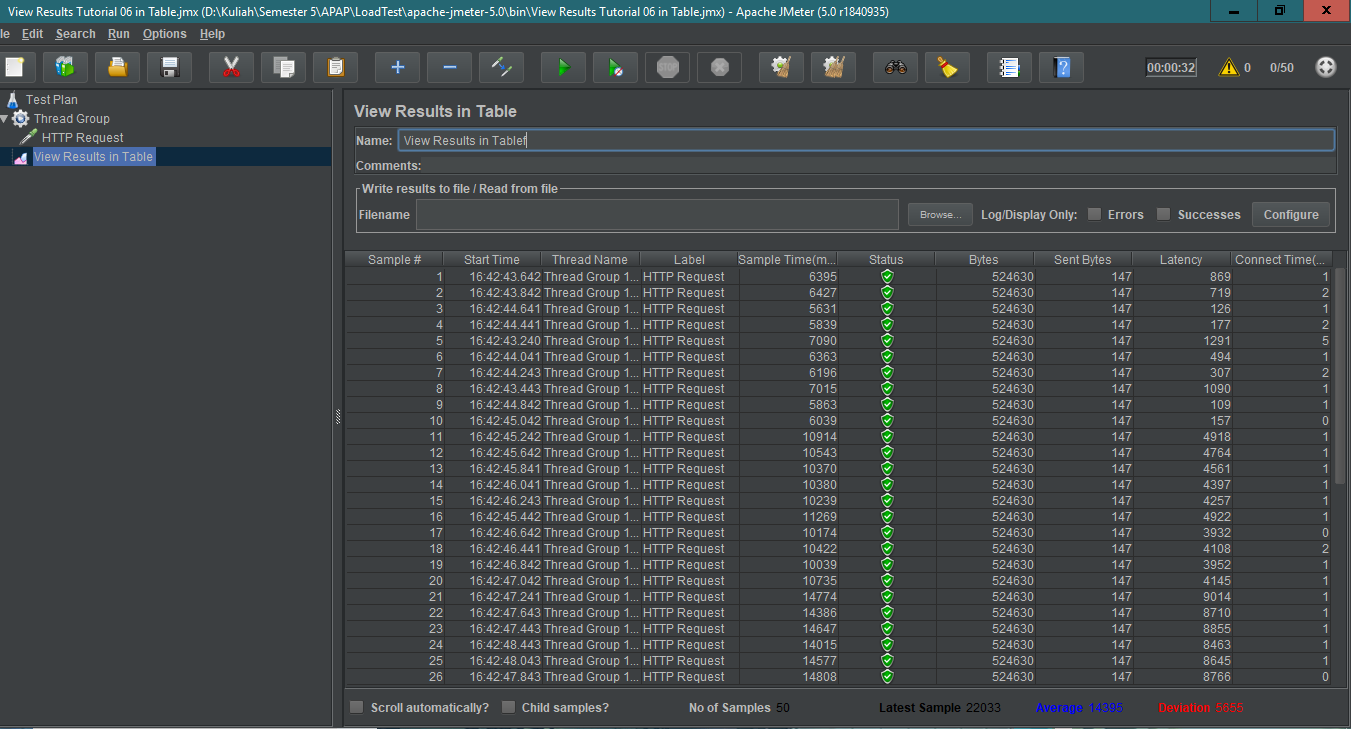 View Results Tutorial 06 in Table.jmx (D:\Kuliah\Semester 5\APAP\LoadTest\apache-jmeter-5.0\bin\View Results Tutorial 06 in Table.jmx) - Apache JMeter (5.0 r1840935)
le Edit Search Run Options Help
STOP 00:00:32 0 0/50
Test Plan
Thread Group
HTTP Request
View Results in Table
View Results in Table
Name: View Results in Tablef
Comments:
Write results to file / Read from file
Filename Browse... Log/Display Only: Errors Successes Configure
Sample # Start Time Thread Name Label Sample Time(m... Status Bytes Sent Bytes Latency Connect Time(...
1 16:42:43.642 Thread Group 1... HTTP Request 6395 524630 147 869 1
2 16:42:43.842 Thread Group 1... HTTP Request 6427 524630 147 719 2
3 16:42:44.641 Thread Group 1... HTTP Request 5631 524630 147 126 1
4 16:42:44.441 Thread Group 1... HTTP Request 5839 524630 147 177 2
5 16:42:43.240 Thread Group 1... HTTP Request 7090 524630 147 1291 5
6 16:42:44.041 Thread Group 1... HTTP Request 6363 524630 147 494 1
7 16:42:44.243 Thread Group 1... HTTP Request 6196 524630 147 307 2
8 16:42:43.443 Thread Group 1... HTTP Request 7015 524630 147 1090 1
9 16:42:44.842 Thread Group 1... HTTP Request 5863 524630 147 109 1
10 16:42:45.042 Thread Group 1... HTTP Request 6039 524630 147 157 0
11 16:42:45.242 Thread Group 1... HTTP Request 10914 524630 147 4918 1
12 16:42:45.642 Thread Group 1... HTTP Request 10543 524630 147 4764 1
13 16:42:45.841 Thread Group 1... HTTP Request 10370 524630 147 4561 1
14 16:42:46.041 Thread Group 1... HTTP Request 10380 524630 147 4397 1
15 16:42:46.243 Thread Group 1... HTTP Request 10239 524630 147 4257 1
16 16:42:45.442 Thread Group 1... HTTP Request 11269 524630 147 4922 1
17 16:42:46.642 Thread Group 1... HTTP Request 10174 524630 147 3932 0
18 16:42:46.441 Thread Group 1... HTTP Request 10422 524630 147 4108 2
19 16:42:46.842 Thread Group 1... HTTP Request 10039 524630 147 3952 1
20 16:42:47.042 Thread Group 1... HTTP Request 10735 524630 147 4145 1
21 16:42:47.241 Thread Group 1... HTTP Request 14774 524630 147 9014 1
22 16:42:47.643 Thread Group 1... HTTP Request 14386 524630 147 8710 1
23 16:42:47.443 Thread Group 1... HTTP Request 14647 524630 147 8855 1
24 16:42:48.443 Thread Group 1... HTTP Request 14015 524630 147 8463 1
25 16:42:48.043 Thread Group 1... HTTP Request 14577 524630 147 8645 1
26 16:42:47.843 Thread Group 1... HTTP Request 14808 524630 147 8766 0
Scroll automatically? Child samples? No of Samples 50 Latest Sample 22033 Average 14395 Deviation